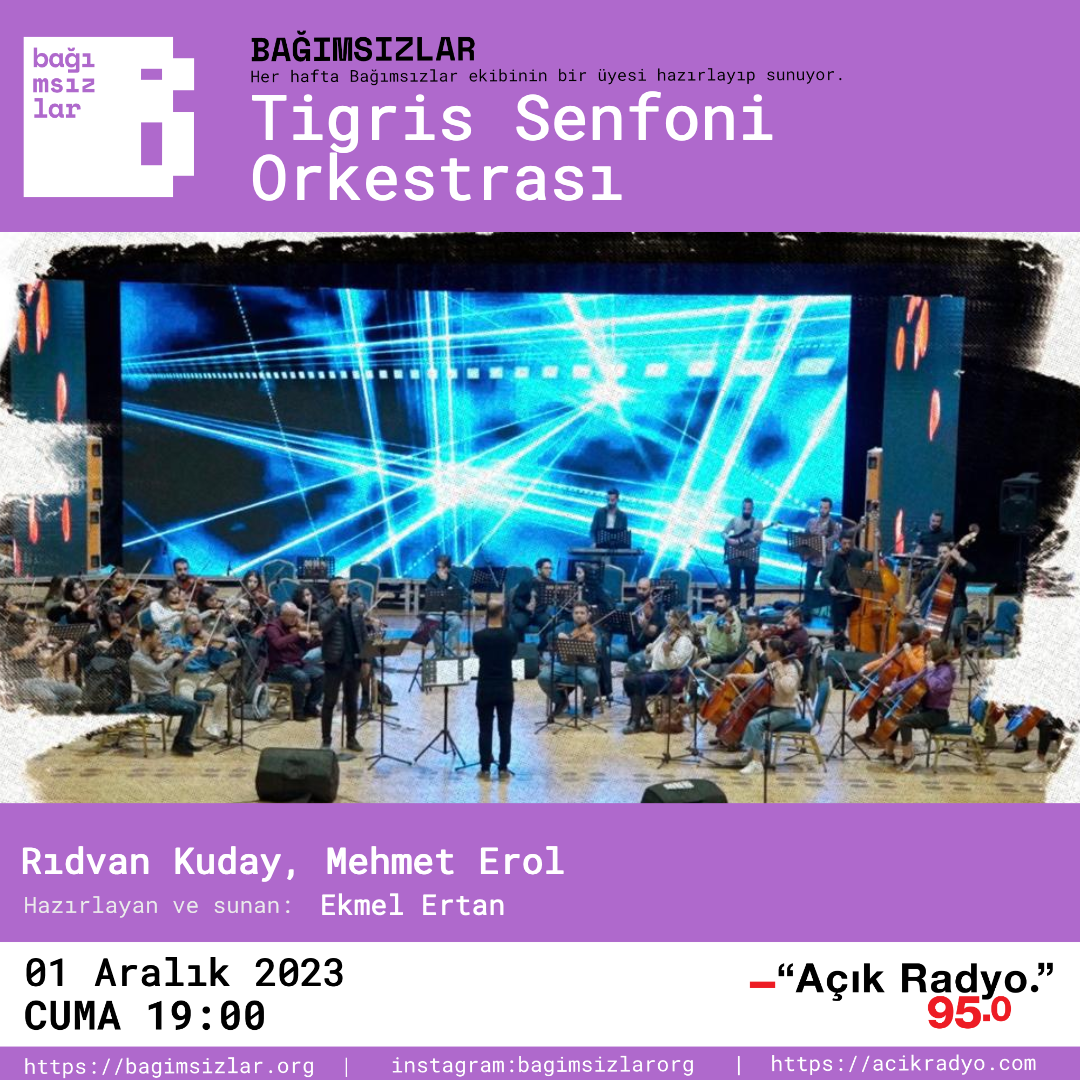 bağı
msız
lar
BAĞIMSIZLAR
Her hafta Bağımsızlar ekibinin bir üyesi hazırlayıp sunuyor.
Tigris Senfoni
Orkestrası
Rıdvan Kuday, Mehmet Erol
Hazırlayan ve sunan: Ekmel Ertan
01 Aralık 2023
CUMA 19:00
“Açık Radyo.”
95.0
https://bagimsizlar.org | instagram:bagimsizlarorg | https://acikradyo.com